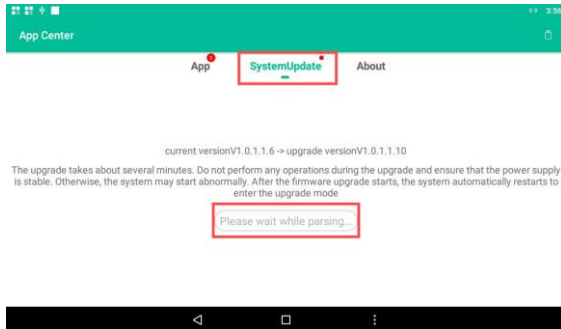 3:56
App Center
App
SystemUpdate
About
current versionV1.0.1.1.6 -> upgrade versionV1.0.1.1.10
The upgrade takes about several minutes. Do not perform any operations during the upgrade and ensure that the power supply
is stable. Otherwise, the system may start abnormally. After the firmware upgrade starts, the system automatically restarts to
enter the upgrade mode
Please wait while parsing...